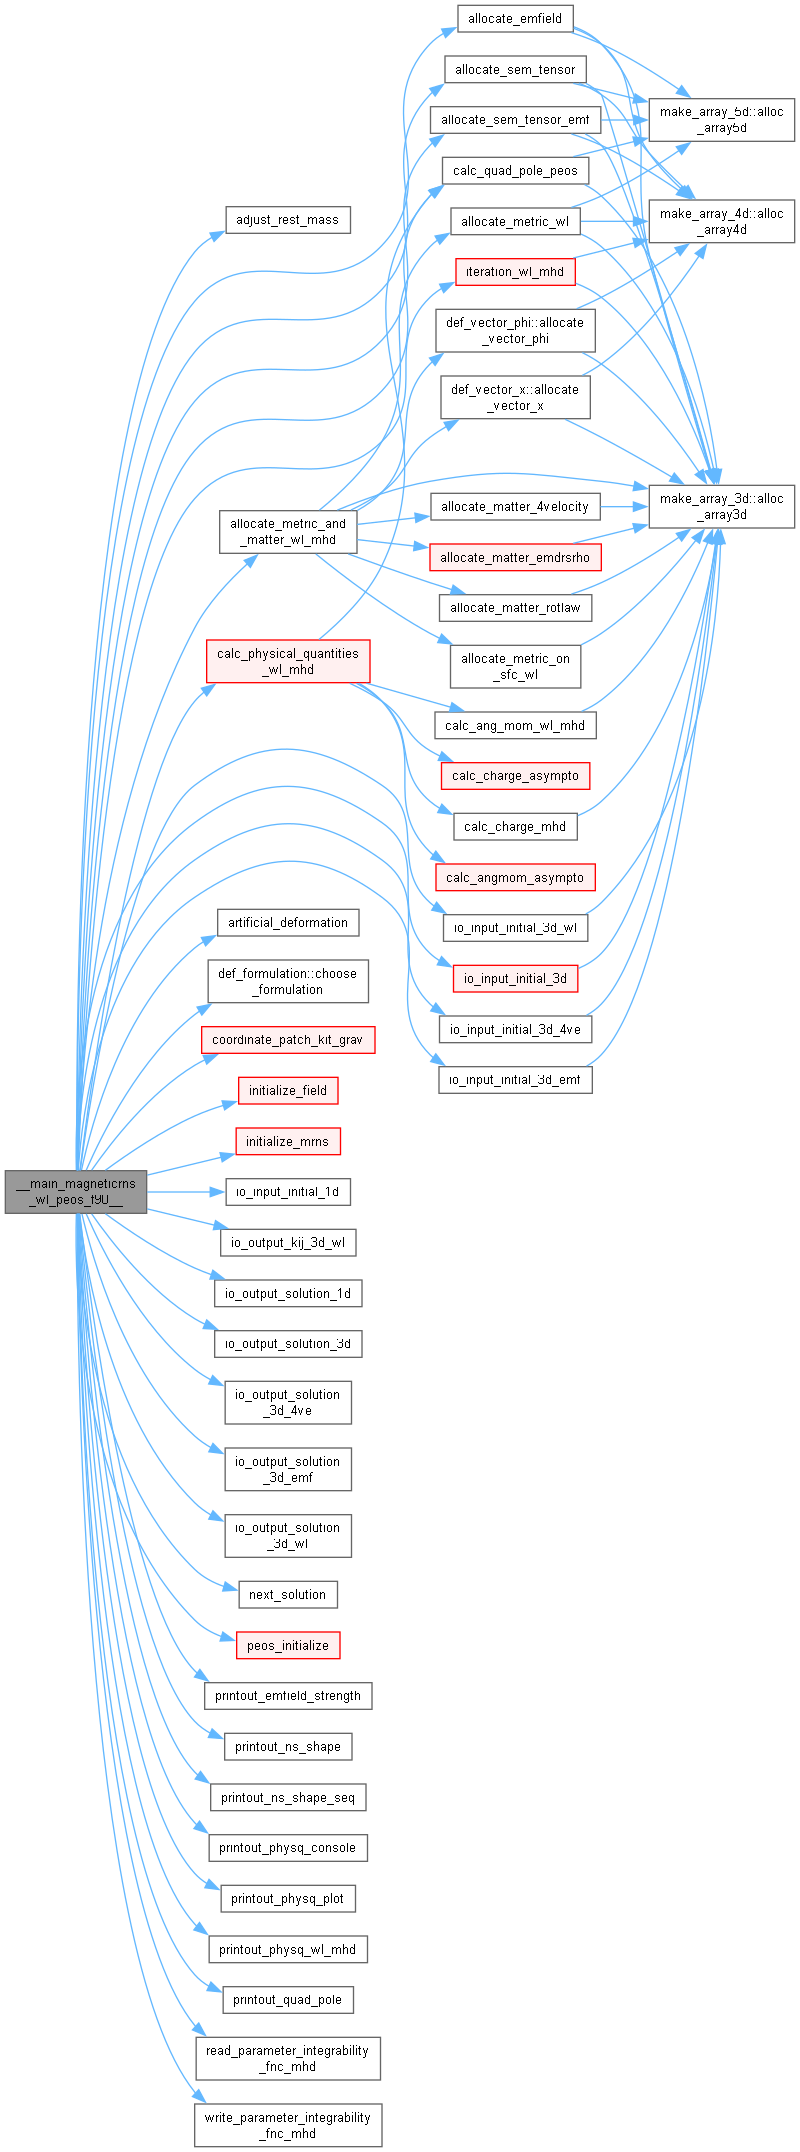 allocate_emfield
allocate_sem_tensor
make_array_5d::alloc
_array5d
allocate_sem_tensor_emf
calc_quad_pole_peos
adjust_rest_mass
allocate_metric_wl
make_array_4d::alloc
_array4d
iteration_wl_mhd
def_vector_phi::allocate
_vector_phi
def_vector_x::allocate
_vector_x
allocate_metric_and
_matter_wl_mhd
allocate_matter_4velocity
make_array_3d::alloc
_array3d
allocate_matter_emdrsrho
allocate_matter_rotlaw
calc_physical_quantities
_wl_mhd
allocate_metric_on
_sfc_wl
calc_ang_mom_wl_mhd
calc_charge_asympto
calc_charge_mhd
calc_angmom_asympto
artificial_deformation
io_input_initial_3d_wl
def_formulation::choose
_formulation
io_input_initial_3d
coordinate_patch_kit_grav
io_input_initial_3d_4ve
initialize_field
io_input_initial_3d_emf
initialize_mrns
__main_magneticrns
_wl_peos_f90__
io_input_initial_1d
io_output_kij_3d_wl
io_output_solution_1d
io_output_solution_3d
io_output_solution
_3d_4ve
io_output_solution
_3d_emf
io_output_solution
_3d_wl
next_solution
peos_initialize
printout_emfield_strength
printout_ns_shape
printout_ns_shape_seq
printout_physq_console
printout_physq_plot
printout_physq_wl_mhd
printout_quad_pole
read_parameter_integrability
_fnc_mhd
write_parameter_integrability
_fnc_mhd